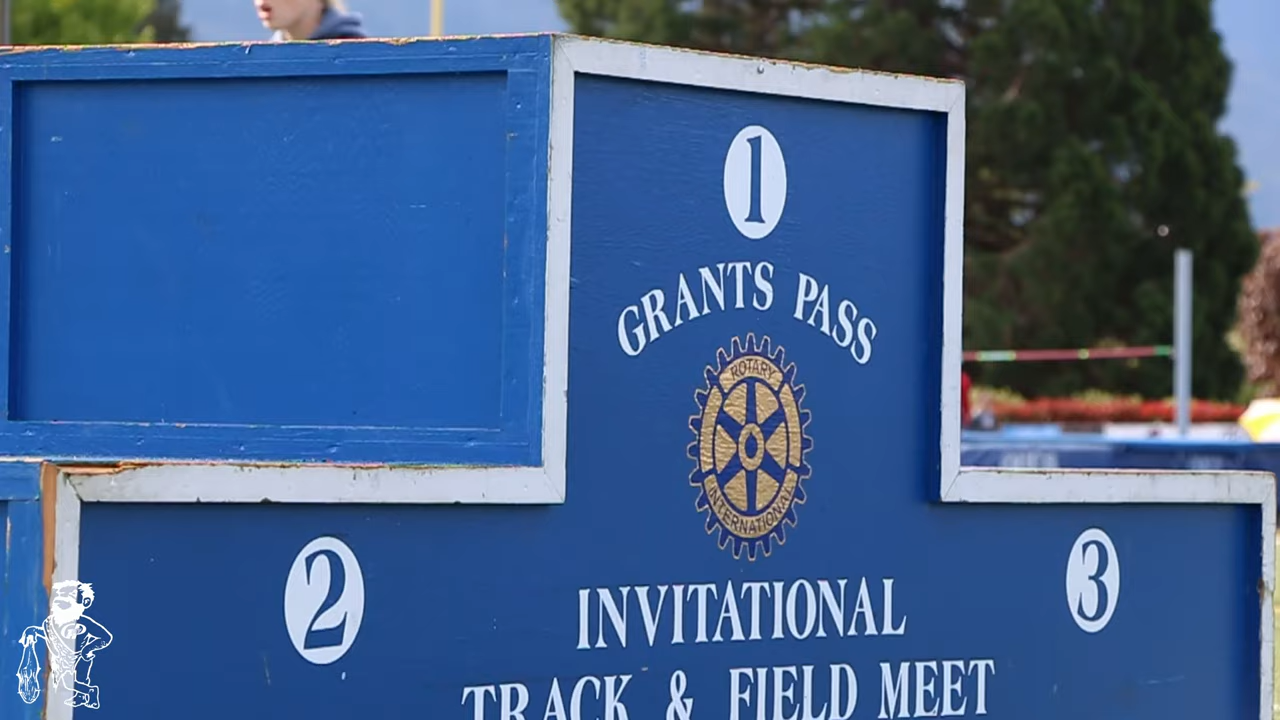 1
GRANTS PASS
ROTARY
INTERNATIONAL
2
3
INVITATIONAL
TRACK & FIELD MEET